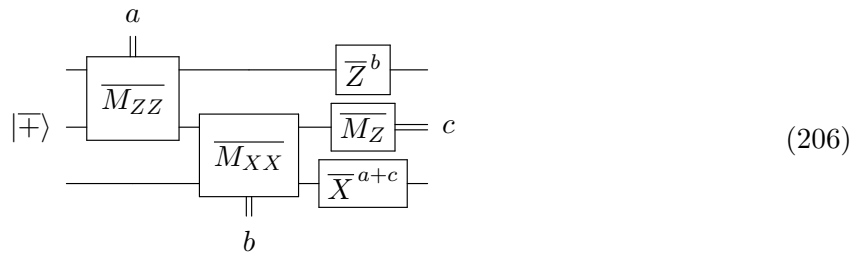 a
$\overline{M_{ZZ}}$ $\overline{Z}^{b}$
$|\overline{+}\rangle$ $\overline{M_{XX}}$ $\overline{M_Z}$ c (206)
$\overline{X}^{a+c}$
b